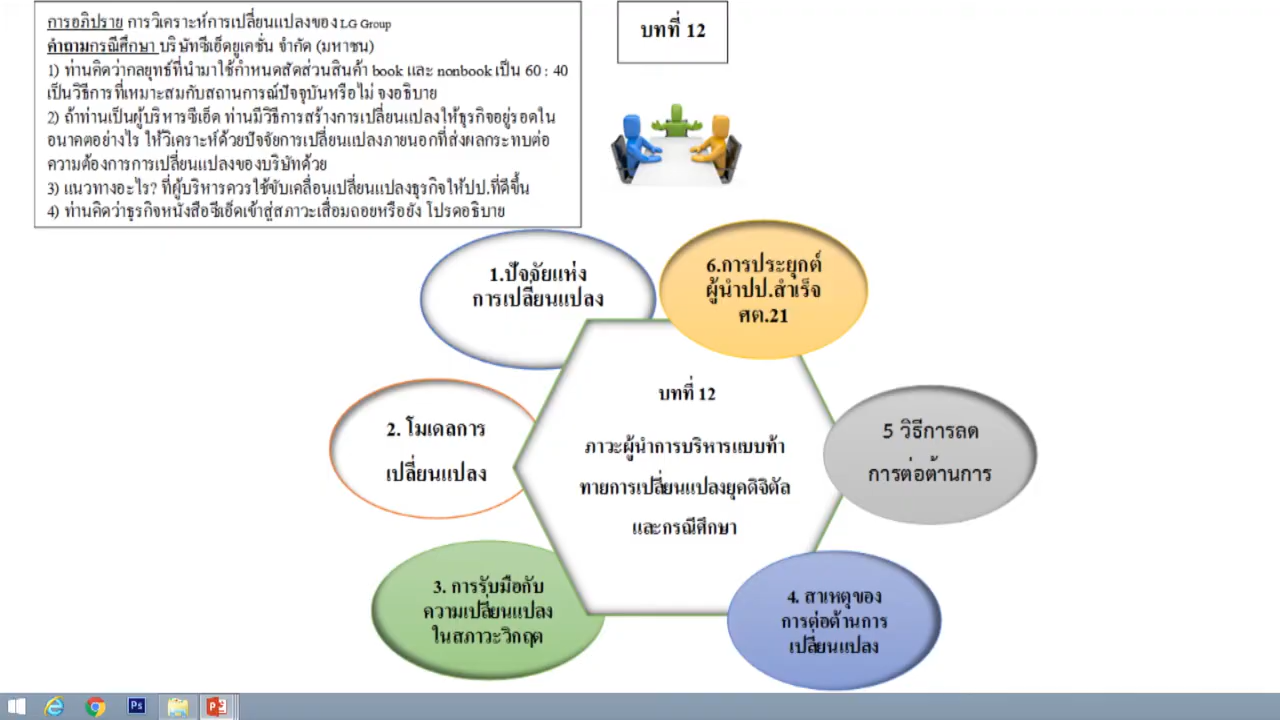 การอภิปราย การวิเคราะห์การเปลี่ยนแปลงของ LG Group
คำถามกรณีศึกษา บริษัทซีเอ็ดยูเคชั่น จำกัด (มหาชน)
1) ท่านคิดว่ากลยุทธ์ที่นำมาใช้กำหนดสัดส่วนสินค้า book และ nonbook เป็น 60 : 40
เป็นวิธีการที่เหมาะสมกับสถานการณ์ปัจจุบันหรือไม่ จงอธิบาย
2) ถ้าท่านเป็นผู้บริหารซีเอ็ด ท่านมีวิธีการสร้างการเปลี่ยนแปลงให้ธุรกิจอยู่รอดใน
อนาคตอย่างไร ให้วิเคราะห์ด้วยปัจจัยการเปลี่ยนแปลงภายนอกที่ส่งผลกระทบต่อ
ความต้องการการเปลี่ยนแปลงของบริษัทด้วย
3) แนวทางอะไร? ที่ผู้บริหารควรใช้ขับเคลื่อนเปลี่ยนแปลงธุรกิจให้ปป.ที่ดีขึ้น
4) ท่านคิดว่าธุรกิจหนังสือซีเอ็ดเข้าสู่สภาวะเสื่อมถอยหรือยัง โปรดอธิบาย
บทที่ 12
1.ปัจจัยแห่ง
การเปลี่ยนแปลง
6.การประยุกต์
ผู้นำปป.สำเร็จ
ศต.21
2. โมเดลการ
เปลี่ยนแปลง
บทที่ 12
ภาวะผู้นำการบริหารแบบท้า
ทายการเปลี่ยนแปลงยุคดิจิตัล
และกรณีศึกษา
5 วิธีการลด
การต่อต้านการ
3. การรับมือกับ
ความเปลี่ยนแปลง
ในสภาวะวิกฤต
4. สาเหตุของ
การต่อต้านการ
เปลี่ยนแปลง
Ps